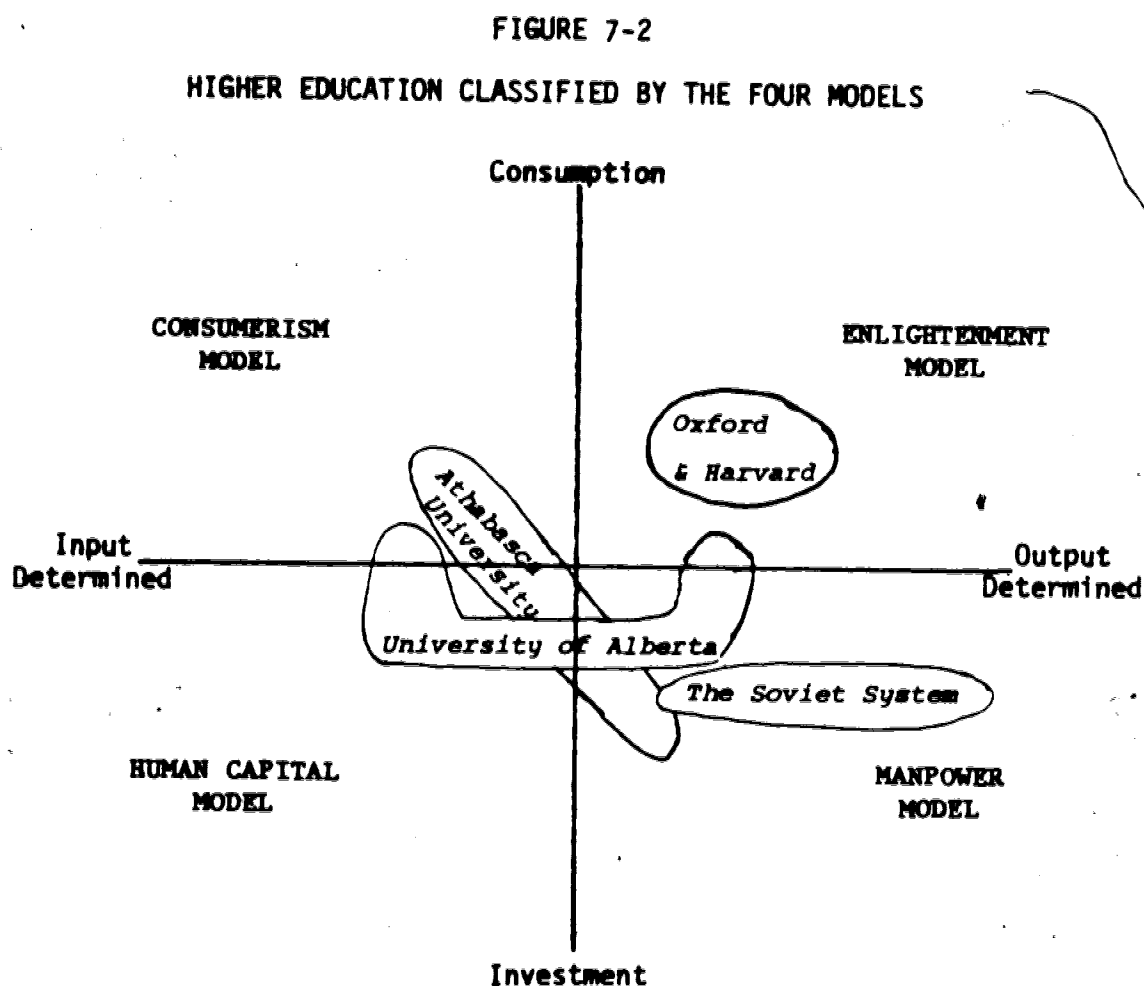 FIGURE 7-2
HIGHER EDUCATION CLASSIFIED BY THE FOUR MODELS
Consumption
CONSUMERISM
MODEL
ENLIGHTENMENT
MODEL
Oxford
& Harvard
Athabasca
University
Input
Determined
Output
Determined
University of Alberta
The Soviet System
HUMAN CAPITAL
MODEL
MANPOWER
MODEL
Investment